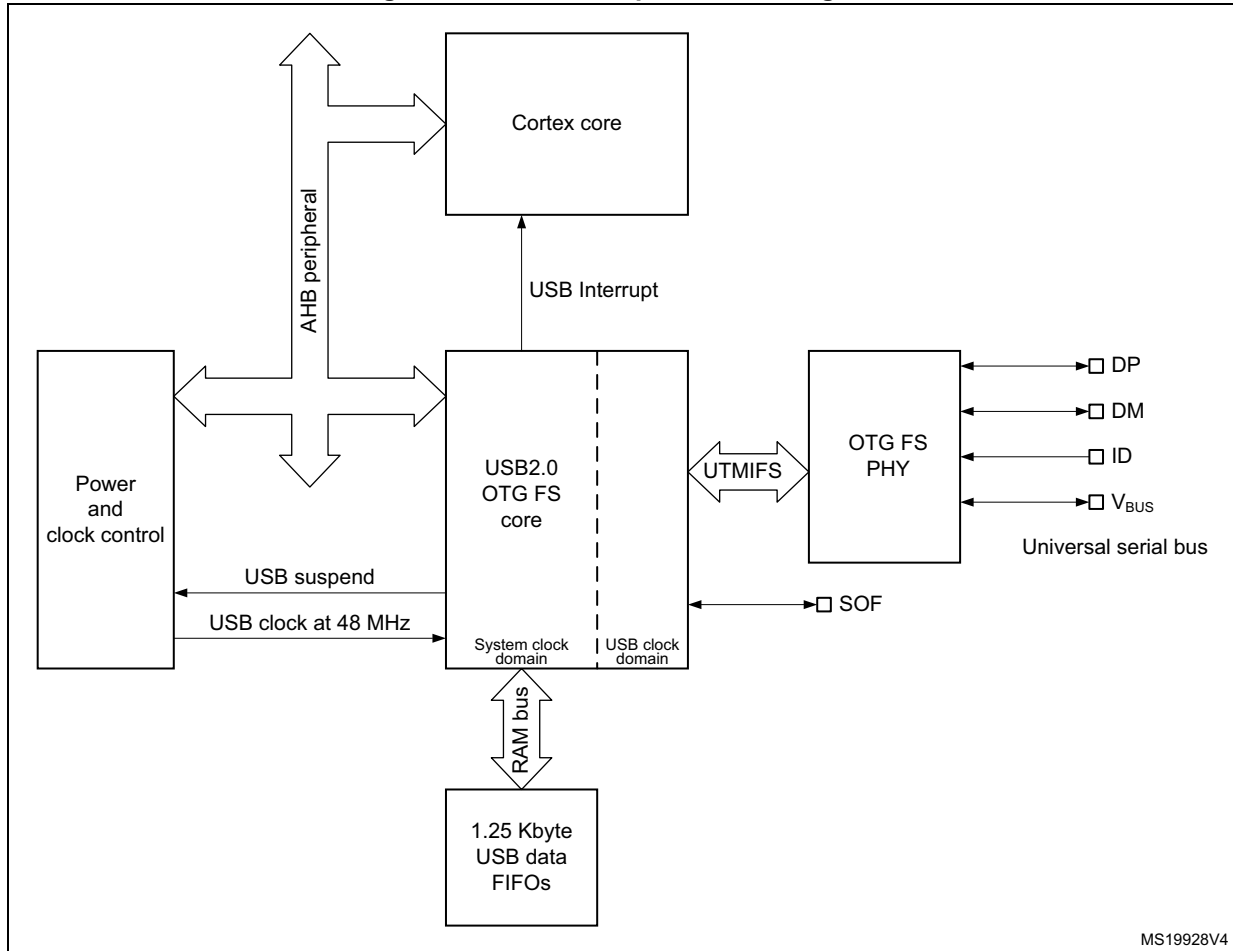 Cortex core
AHB peripheral
USB Interrupt
Power
and
clock control
USB2.0
OTG FS
core
UTMIFS
OTG FS
PHY
DP
DM
ID
VBUS
Universal serial bus
USB suspend
USB clock at 48 MHz
System clock
domain
USB clock
domain
SOF
RAM bus
1.25 Kbyte
USB data
FIFOs
MS19928V4